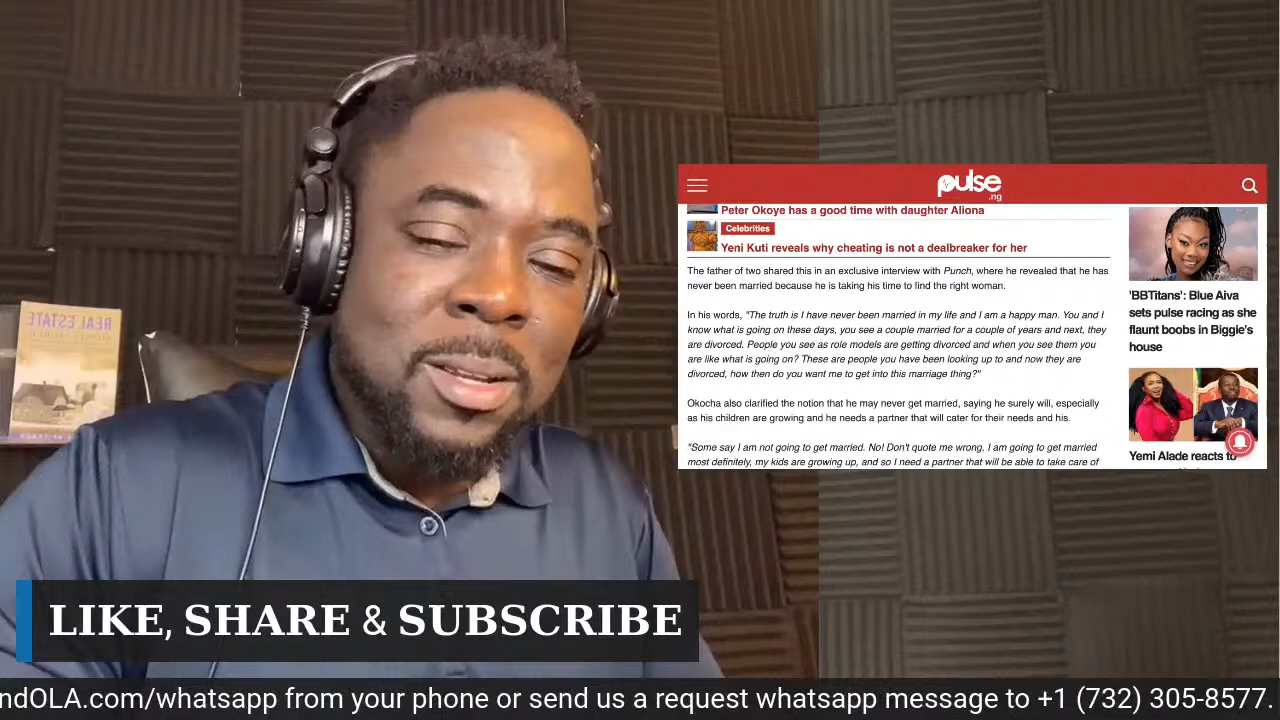 REAL ESTATE
pulse
.ng
Peter Okoye has a good time with daughter Aliona
Celebrities
Yeni Kuti reveals why cheating is not a dealbreaker for her
The father of two shared this in an exclusive interview with Punch, where he revealed that he has
never been married because he is taking his time to find the right woman.
In his words, "The truth is I have never been married in my life and I am a happy man. You and I
know what is going on these days, you see a couple married for a couple of years and next, they
are divorced. People you see as role models are getting divorced and when you see them you
are like what is going on? These are people you have been looking up to and now they are
divorced, how then do you want me to get into this marriage thing?"
Okocha also clarified the notion that he may never get married, saying he surely will, especially
as his children are growing and he needs a partner that will cater for their needs and his.
"Some say I am not going to get married. No! Don't quote me wrong, I am going to get married
most definitely, my kids are growing up, and so I need a partner that will be able to take care of
'BBTitans': Blue Aiva
sets pulse racing as she
flaunt boobs in Biggie's
house
Yemi Alade reacts to
LIKE, SHARE & SUBSCRIBE
ndOLA.com/whatsapp from your phone or send us a request whatsapp message to +1 (732) 305-8577.